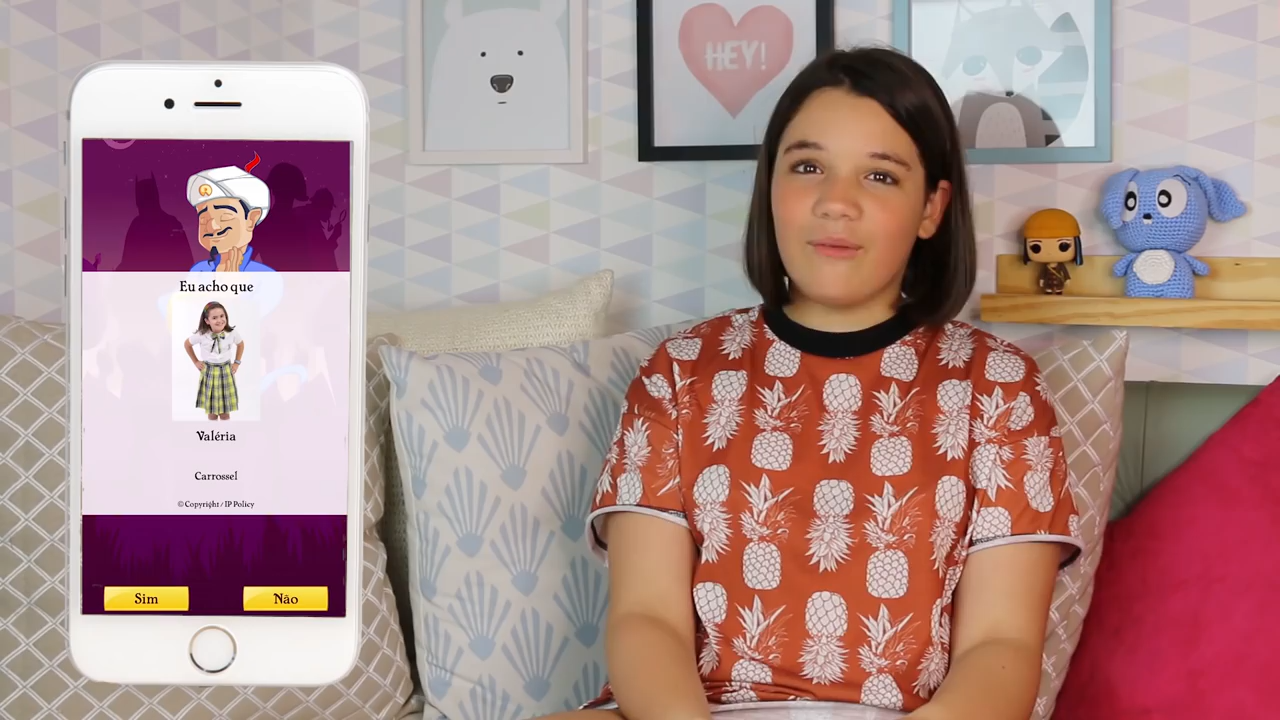 Eu acho que
Valéria
Carrossel
© Copyright / IP Policy
Sim
Não
HEY!